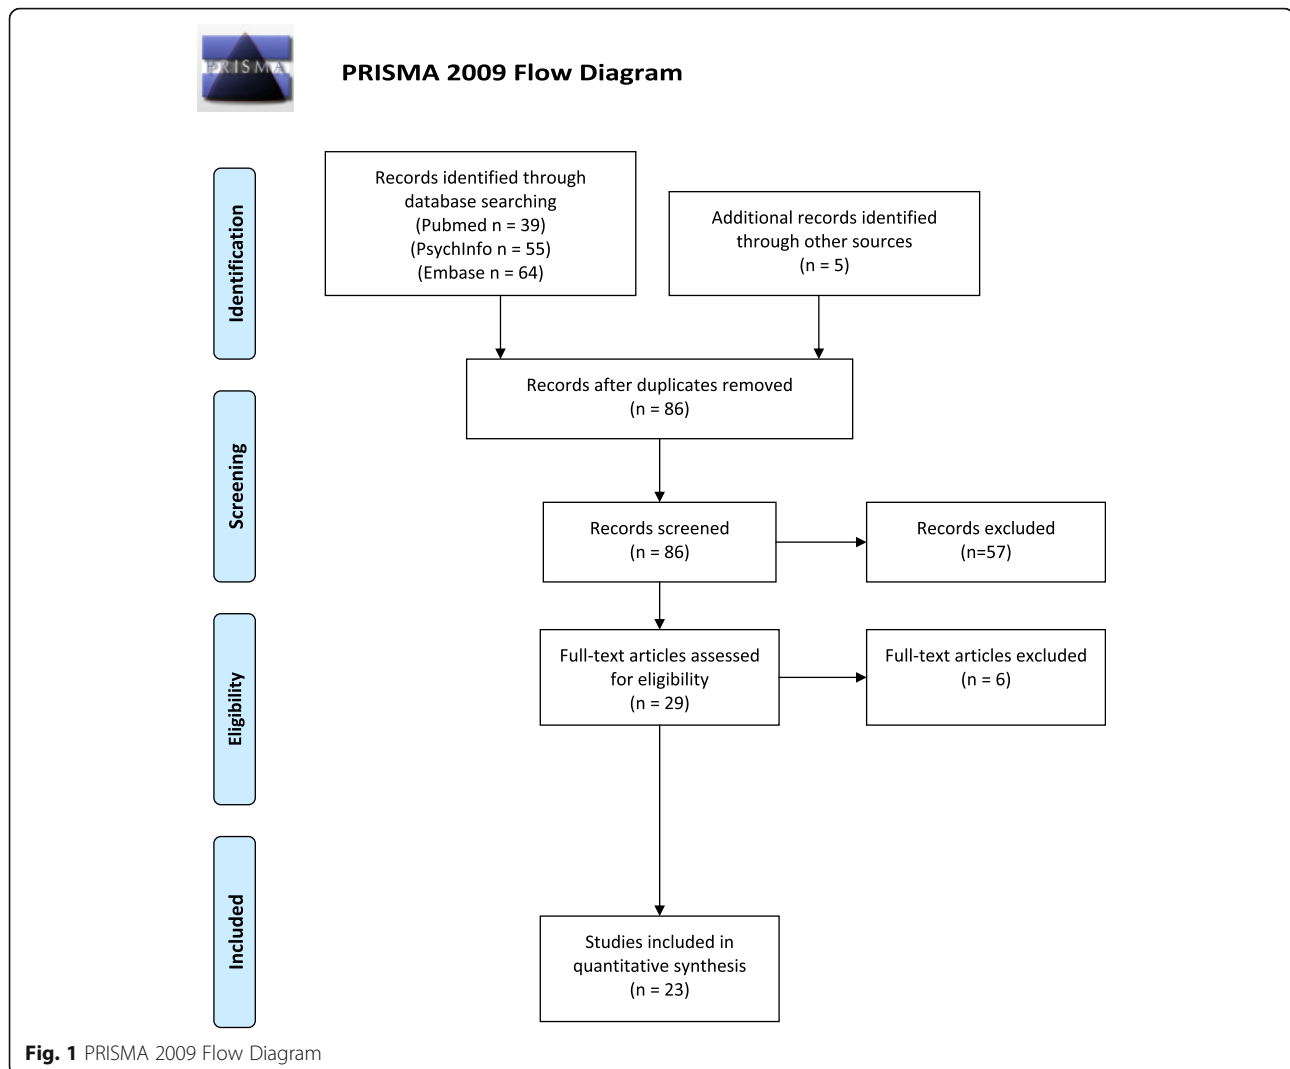 PRISMA
PRISMA 2009 Flow Diagram
Identification
Records identified through
database searching
(Pubmed n = 39)
(PsychInfo n = 55)
(Embase n = 64)
Additional records identified
through other sources
(n = 5)
Records after duplicates removed
(n = 86)
Screening
Records screened
(n = 86)
Records excluded
(n=57)
Eligibility
Full-text articles assessed
for eligibility
(n = 29)
Full-text articles excluded
(n = 6)
Included
Studies included in
quantitative synthesis
(n = 23)
Fig. 1 PRISMA 2009 Flow Diagram